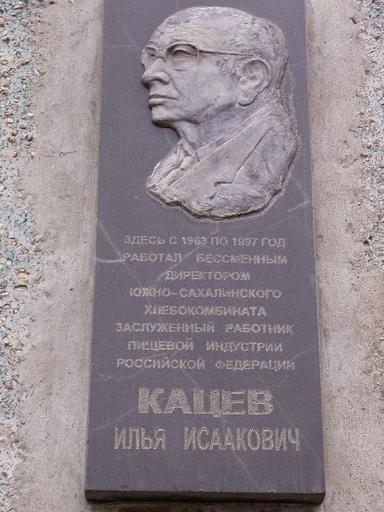 ЗДЕСЬ С 1963 ПО 1997 ГОД
РАБОТАЛ БЕССМЕННЫМ
ДИРЕКТОРОМ
ЮЖНО-САХАЛИНСКОГО
ХЛЕБОКОМБИНАТА
ЗАСЛУЖЕННЫЙ РАБОТНИК
ПИЩЕВОЙ ИНДУСТРИИ
РОССИЙСКОЙ ФЕДЕРАЦИИ
КАЦЕВ
ИЛЬЯ ИСААКОВИЧ